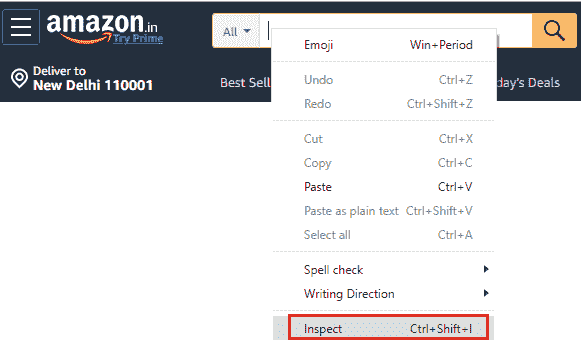 amazon.in
Try Prime
All
Deliver to
New Delhi 110001
Best Sell
day's Deals
Emoji Win+Period
Undo Ctrl+Z
Redo Ctrl+Shift+Z
Cut Ctrl+X
Copy Ctrl+C
Paste Ctrl+V
Paste as plain text Ctrl+Shift+V
Select all Ctrl+A
Spell check
Writing Direction
Inspect Ctrl+Shift+I